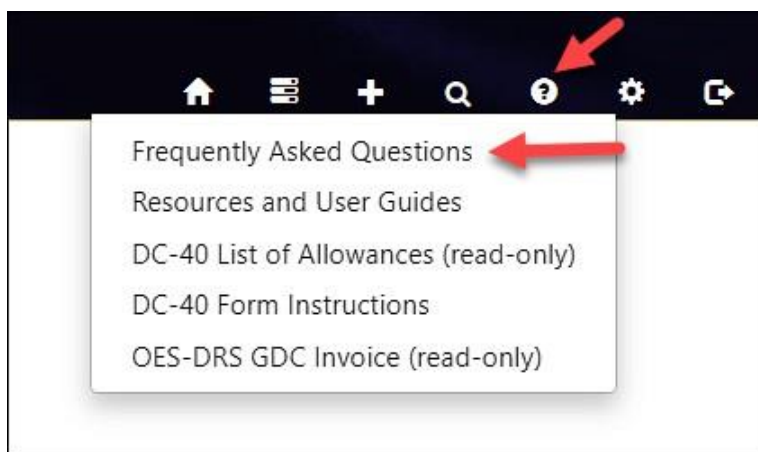 Frequently Asked Questions
Resources and User Guides
DC-40 List of Allowances (read-only)
DC-40 Form Instructions
OES-DRS GDC Invoice (read-only)